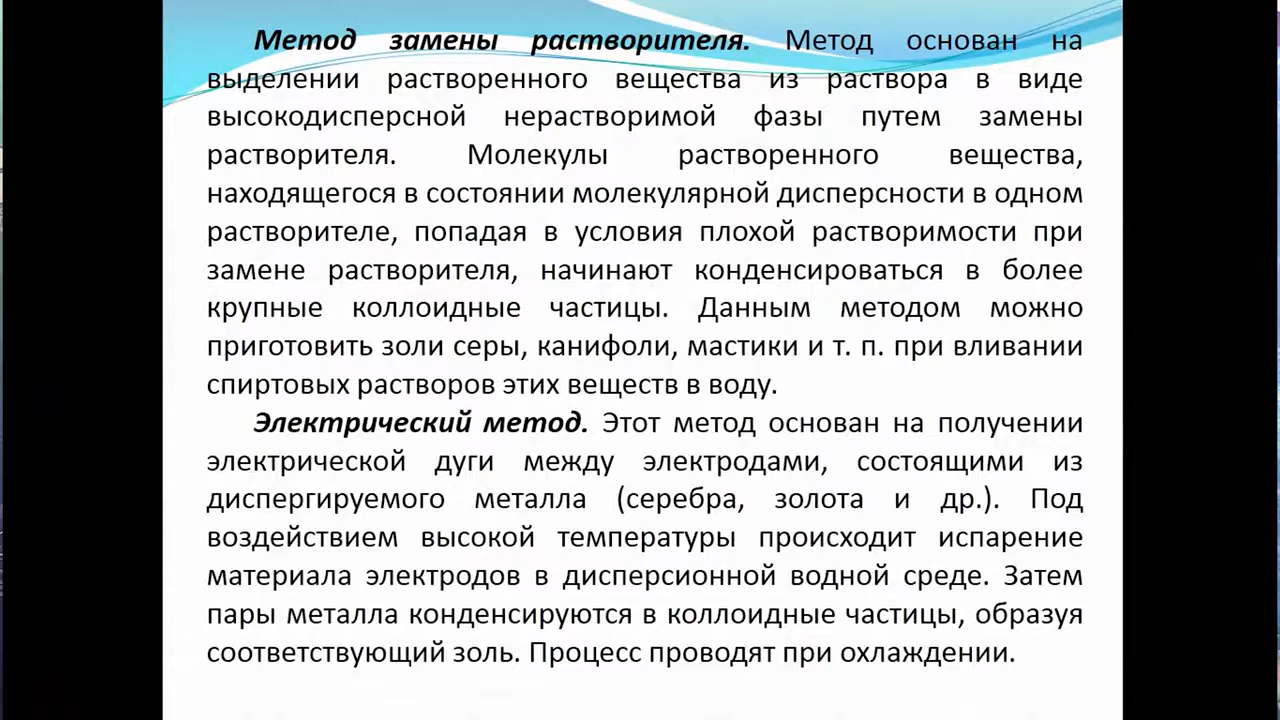 Метод замены растворителя. Метод основан на
выделении растворенного вещества из раствора в виде
высокодисперсной нерастворимой фазы путем замены
растворителя. Молекулы растворенного вещества,
находящегося в состоянии молекулярной дисперсности в одном
растворителе, попадая в условия плохой растворимости при
замене растворителя, начинают конденсироваться в более
крупные коллоидные частицы. Данным методом можно
приготовить золи серы, канифоли, мастики и т. п. при вливании
спиртовых растворов этих веществ в воду.
Электрический метод. Этот метод основан на получении
электрической дуги между электродами, состоящими из
диспергируемого металла (серебра, золота и др.). Под
воздействием высокой температуры происходит испарение
материала электродов в дисперсионной водной среде. Затем
пары металла конденсируются в коллоидные частицы, образуя
соответствующий золь. Процесс проводят при охлаждении.